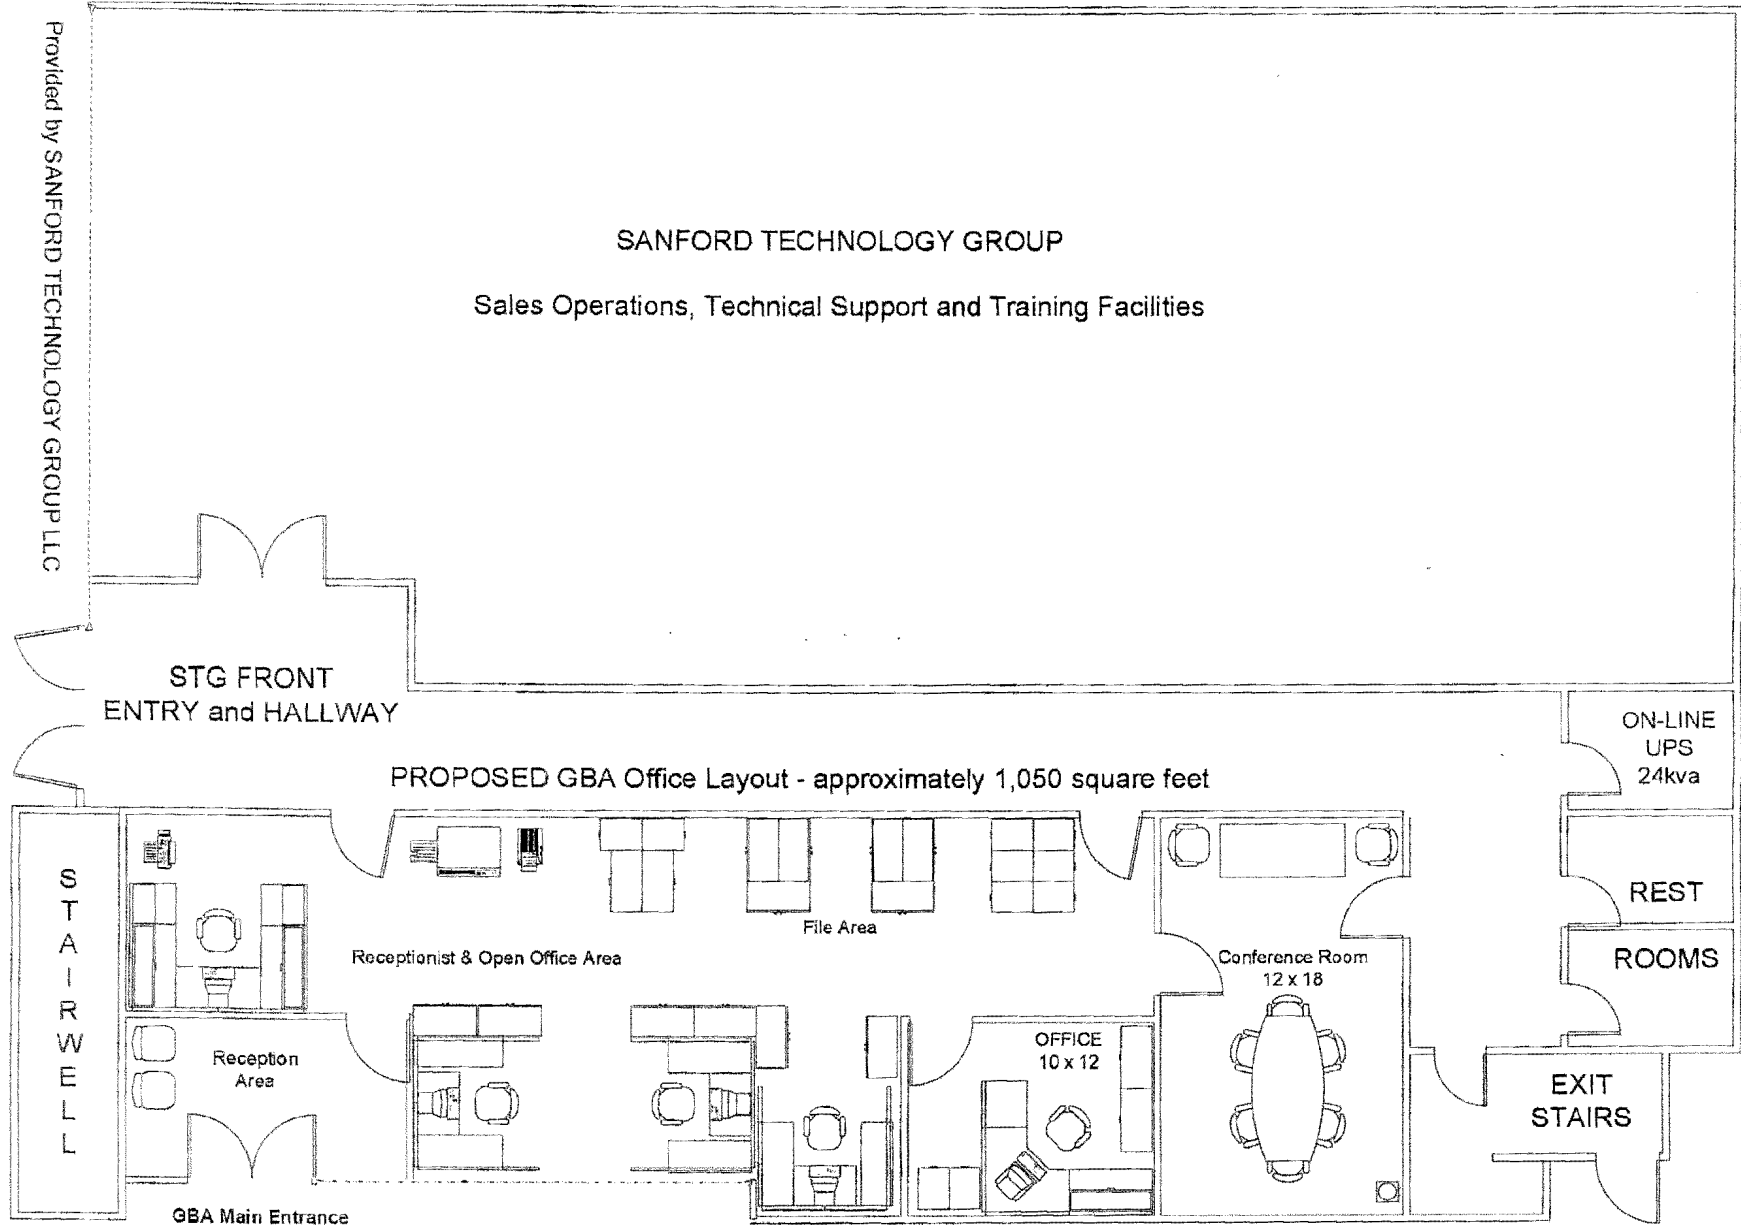 Provided by SANFORD TECHNOLOGY GROUP LLC
SANFORD TECHNOLOGY GROUP
Sales Operations, Technical Support and Training Facilities
STG FRONT
ENTRY and HALLWAY
ON-LINE
UPS
24kva
PROPOSED GBA Office Layout - approximately 1,050 square feet
STAIRWELL
REST
ROOMS
File Area
Receptionist & Open Office Area
Conference Room
12 x 18
Reception
Area
OFFICE
10 x 12
EXIT
STAIRS
GBA Main Entrance